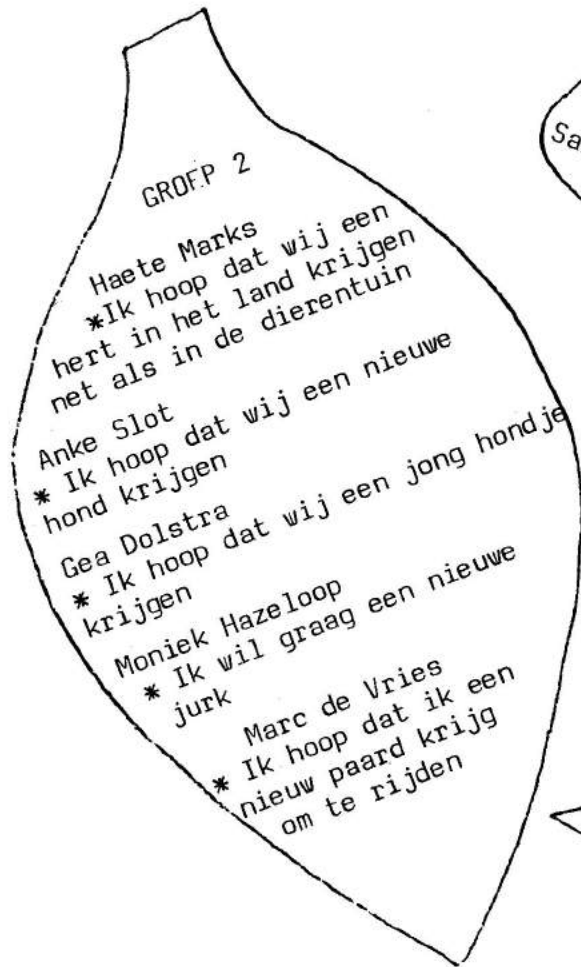 GROEP 2
Haete Marks
*Ik hoop dat wij een
hert in het land krijgen
net als in de dierentuin
Anke Slot
* Ik hoop dat wij een nieuwe
hond krijgen
Gea Dolstra
* Ik hoop dat wij een jong hondje
krijgen
Moniek Hazeloop
* Ik wil graag een nieuwe
jurk
Marc de Vries
* Ik hoop dat ik een
nieuw paard krijg
om te rijden